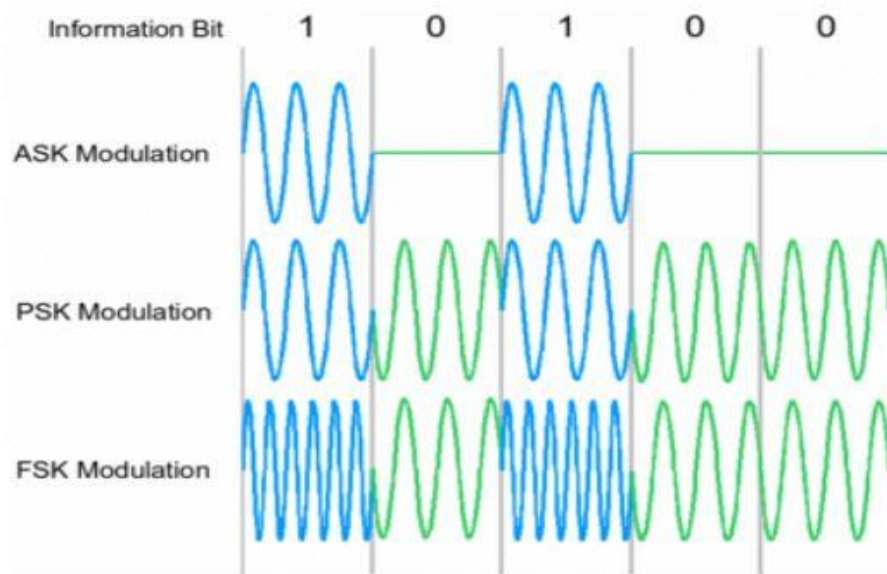 Information Bit 1 0 1 0 0
ASK Modulation
PSK Modulation
FSK Modulation